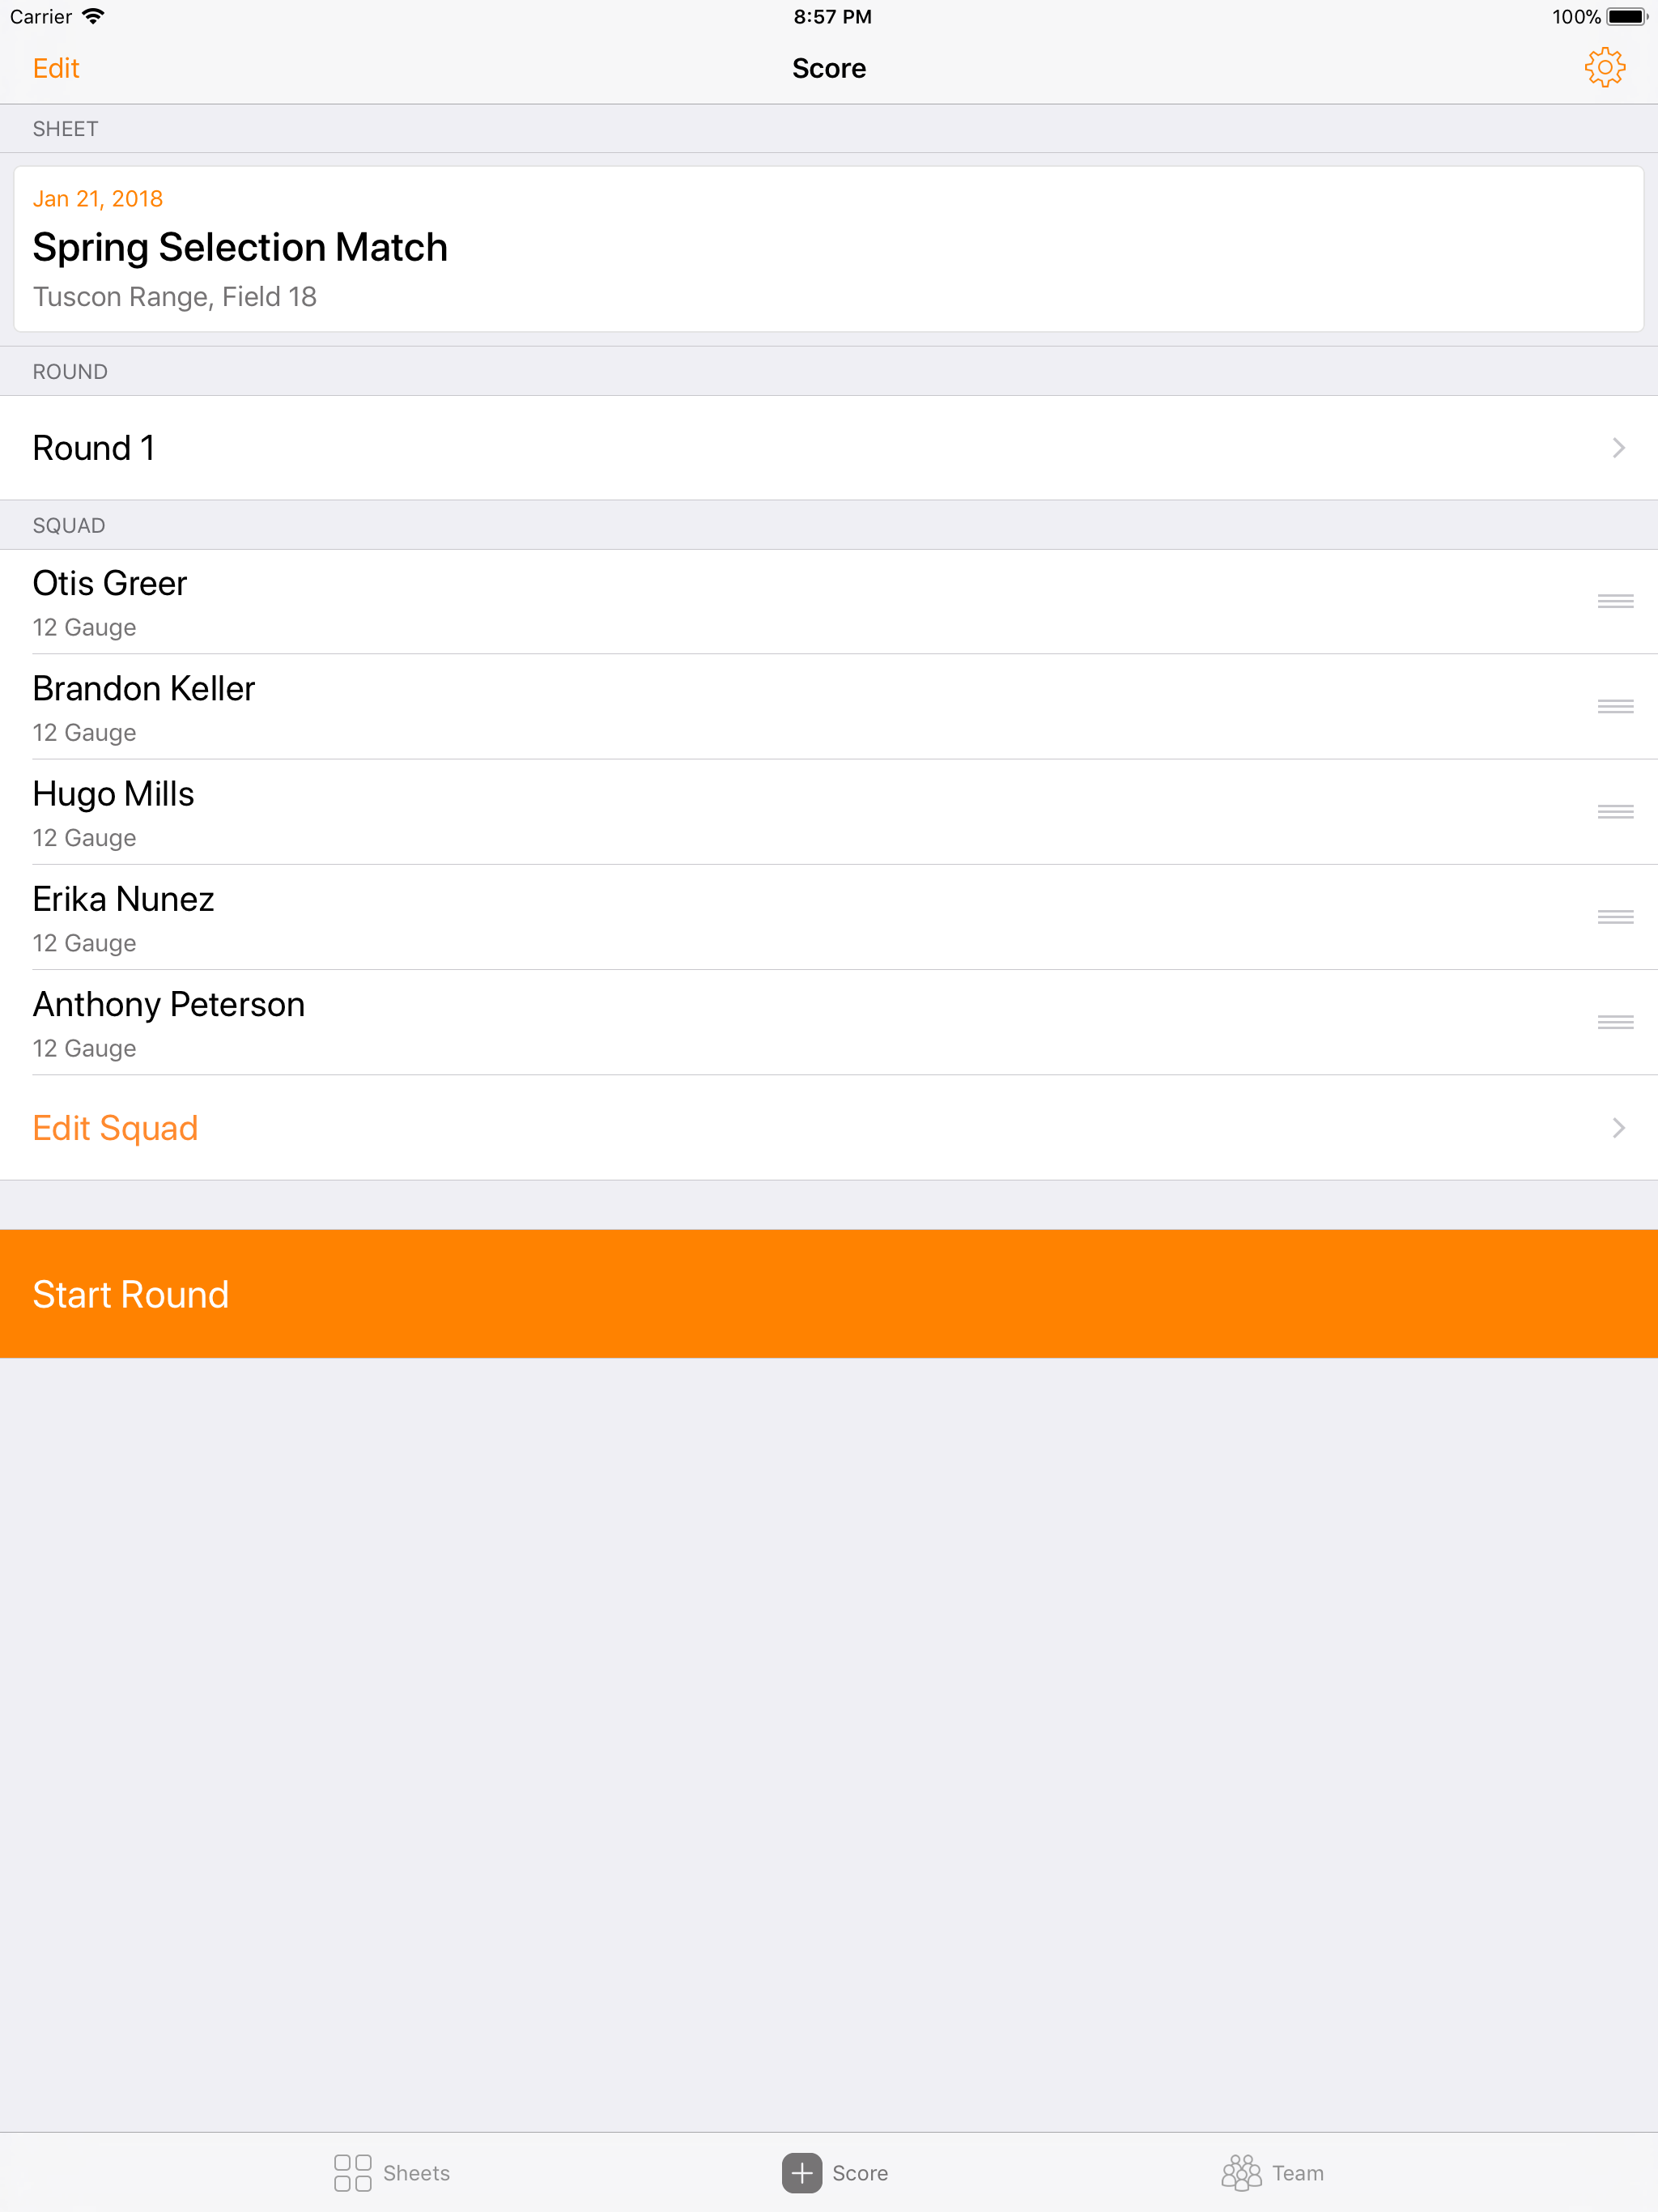 Carrier 8:57 PM 100%
Edit Score
SHEET
Jan 21, 2018
Spring Selection Match
Tuscon Range, Field 18
ROUND
Round 1
SQUAD
Otis Greer
12 Gauge
Brandon Keller
12 Gauge
Hugo Mills
12 Gauge
Erika Nunez
12 Gauge
Anthony Peterson
12 Gauge
Edit Squad
Start Round
Sheets Score Team